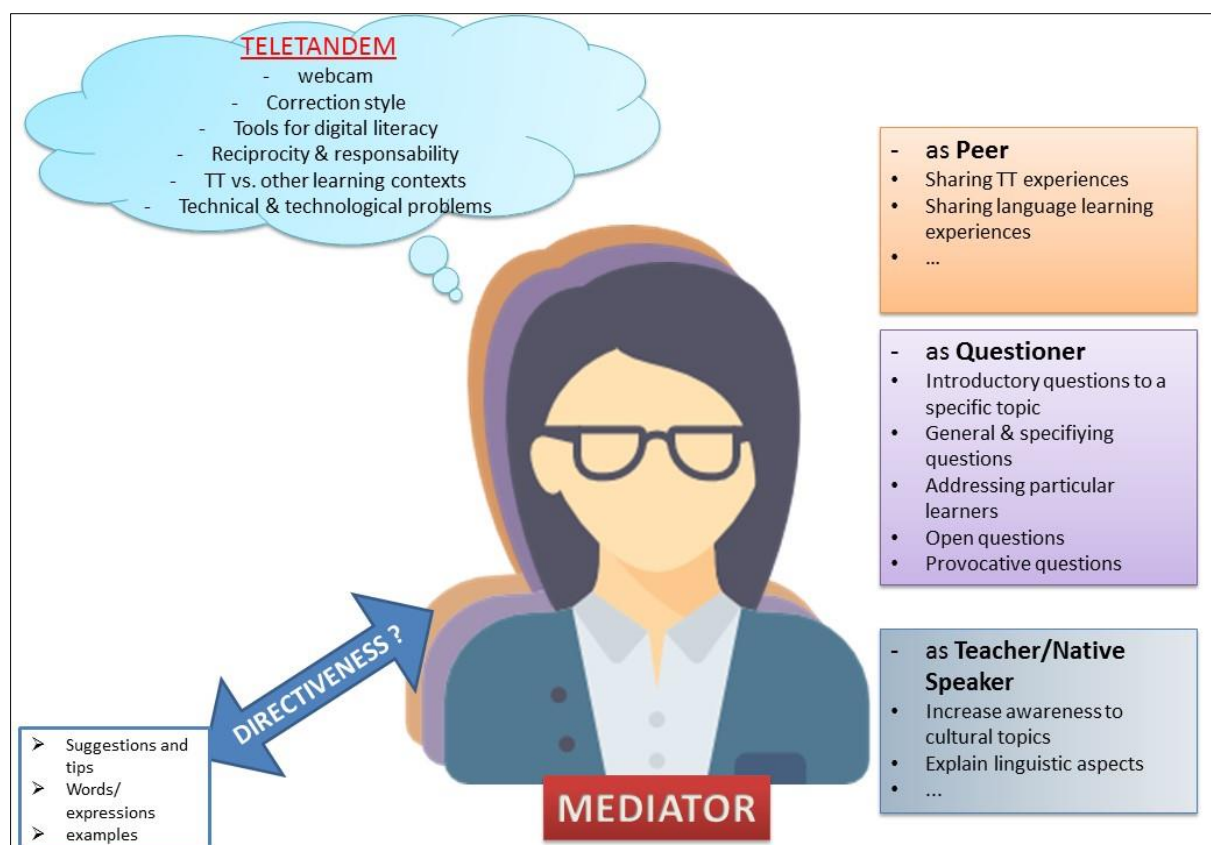 TELETANDEM
- webcam
- Correction style
- Tools for digital literacy
- Reciprocity & responsability
- TT vs. other learning contexts
- Technical & technological problems
- as Peer
• Sharing TT experiences
• Sharing language learning
experiences
• ...
- as Questioner
• Introductory questions to a
specific topic
• General & specifiying
questions
• Addressing particular
learners
• Open questions
• Provocative questions
- as Teacher/Native
Speaker
• Increase awareness to
cultural topics
• Explain linguistic aspects
• ...
DIRECTIVENESS ?
➢ Suggestions and
tips
➢ Words/
expressions
➢ examples
MEDIATOR